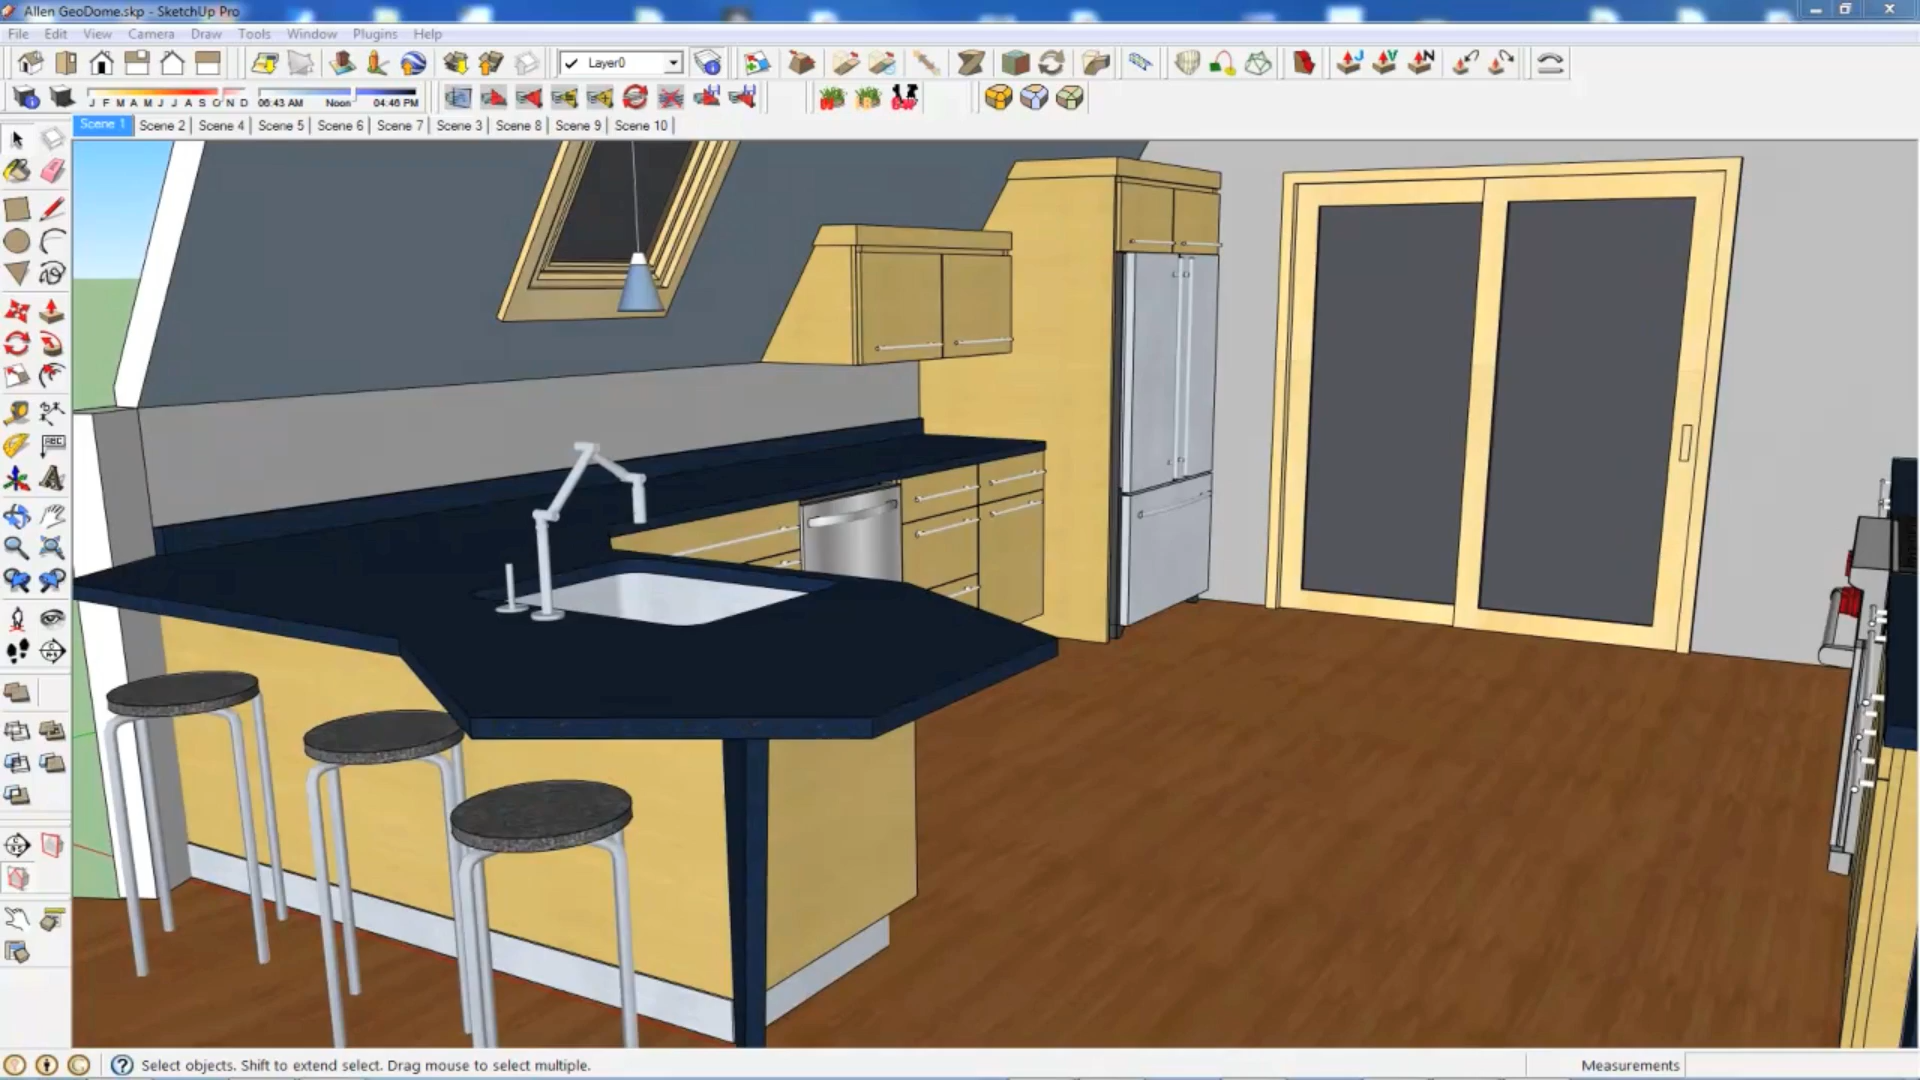 Allen GeoDome.skp - SketchUp Pro
File Edit View Camera Draw Tools Window Plugins Help
Layer0
J F M A M J J A S O N D 06:43 AM Noon 04:46 PM
Scene 1 Scene 2 Scene 4 Scene 5 Scene 6 Scene 7 Scene 3 Scene 8 Scene 9 Scene 10
ABC
Select objects. Shift to extend select. Drag mouse to select multiple.
Measurements